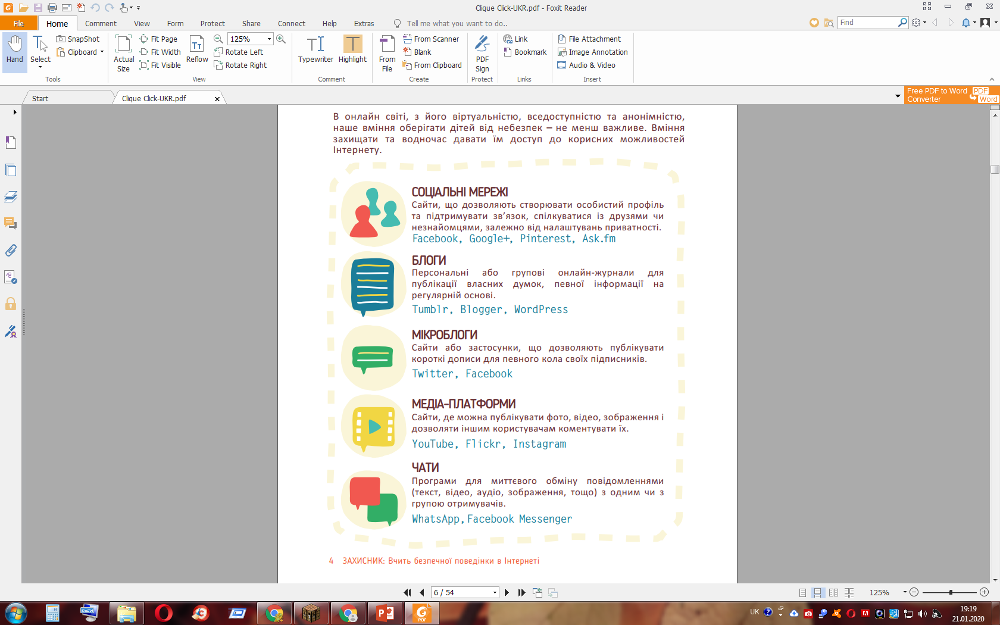 Clique Click-UKR.pdf - Foxit Reader
File Home Comment View Form Protect Share Connect Help Extras Tell me what you want to do.. Find
Hand
Select
SnapShot
Clipboard
Tools
Actual Size
Fit Page
Fit Width
Fit Visible
Reflow
125%
Rotate Left
Rotate Right
View
Typewriter
Highlight
Comment
From File
From Scanner
Blank
From Clipboard
Create
PDF Sign
Protect
Link
Bookmark
Links
File Attachment
Image Annotation
Audio & Video
Insert
Start
Clique Click-UKR.pdf
Free PDF to Word
Converter
PDF
Word
В онлайн світі, з його віртуальністю, вседоступністю та анонімністю,
наше вміння оберігати дітей від небезпек – не менш важливе. Вміння
захищати та водночас давати їм доступ до корисних можливостей
Інтернету.
СОЦІАЛЬНІ МЕРЕЖІ
Сайти, що дозволяють створювати особистий профіль
та підтримувати зв’язок, спілкуватися із друзями чи
незнайомцями, залежно від налаштувань приватності.
Facebook, Google+, Pinterest, Ask.fm
БЛОГИ
Персональні або групові онлайн-журнали для
публікації власних думок, певної інформації на
регулярній основі.
Tumblr, Blogger, WordPress
МІКРОБЛОГИ
Сайти або застосунки, що дозволяють публікувати
короткі дописи для певного кола своїх підписників.
Twitter, Facebook
МЕДІА-ПЛАТФОРМИ
Сайти, де можна публікувати фото, відео, зображення і
дозволяти іншим користувачам коментувати їх.
YouTube, Flickr, Instagram
ЧАТИ
Програми для миттєвого обміну повідомленнями
(текст, відео, аудіо, зображення, тощо) з одним чи з
групою отримувачів.
WhatsApp, Facebook Messenger
4 ЗАХИСНИК: Вчить безпечної поведінки в Інтернеті
6 / 54
125%
UK
19:19
21.01.2020